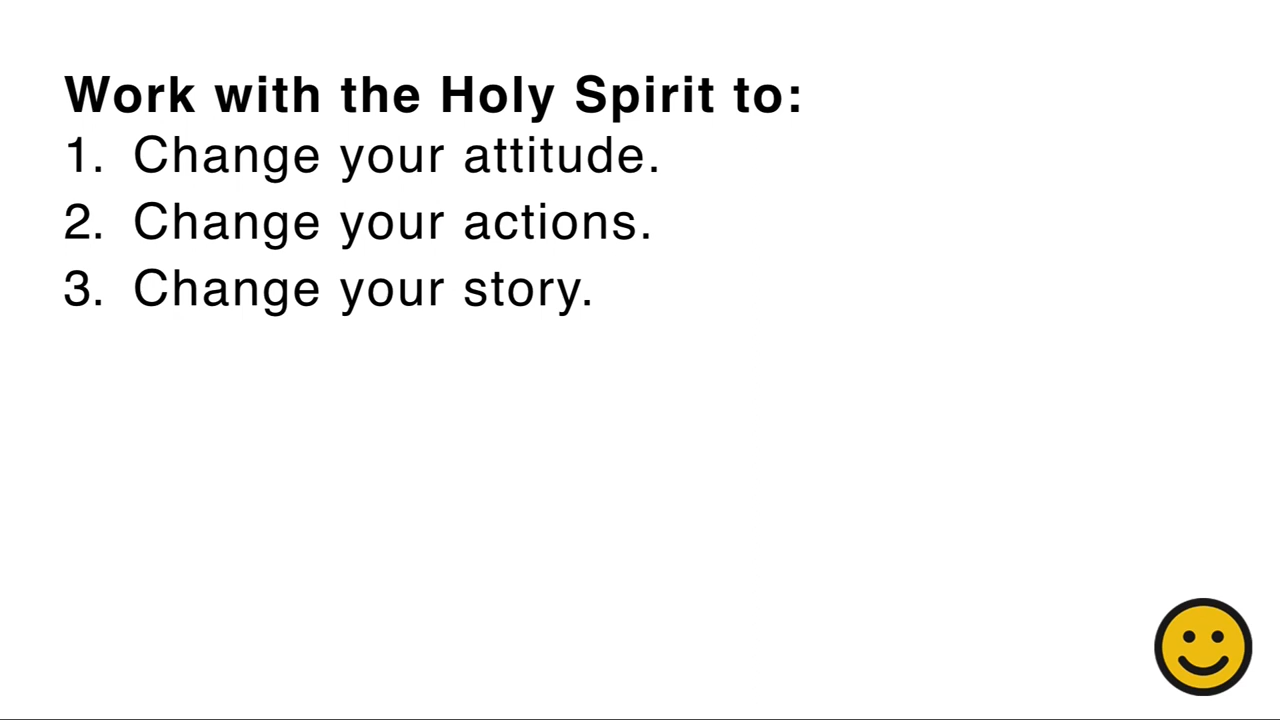 Work with the Holy Spirit to:
1. Change your attitude.
2. Change your actions.
3. Change your story.